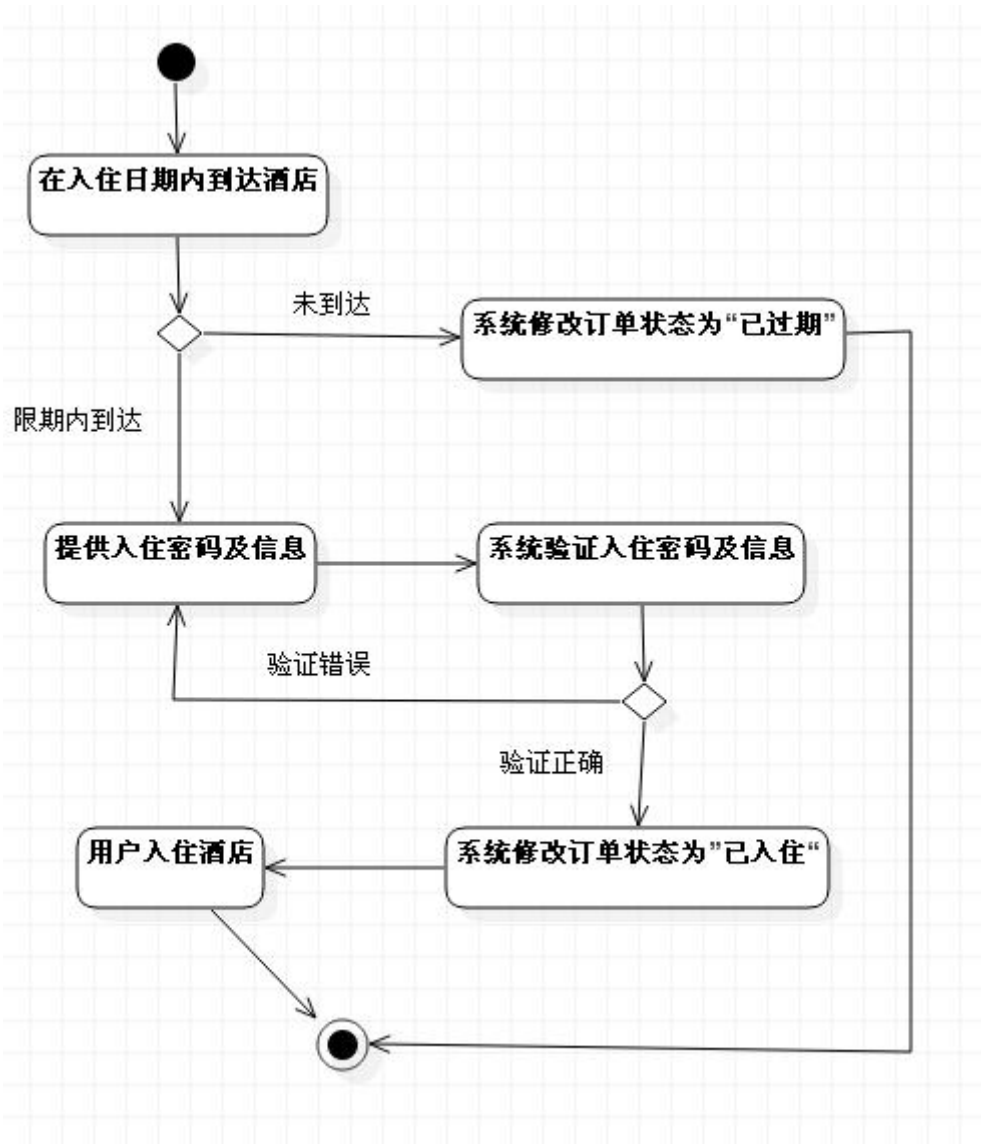 在入住日期内到达酒店
未到达
系统修改订单状态为“已过期”
限期内到达
提供入住密码及信息
系统验证入住密码及信息
验证错误
验证正确
用户入住酒店
系统修改订单状态为”已入住“